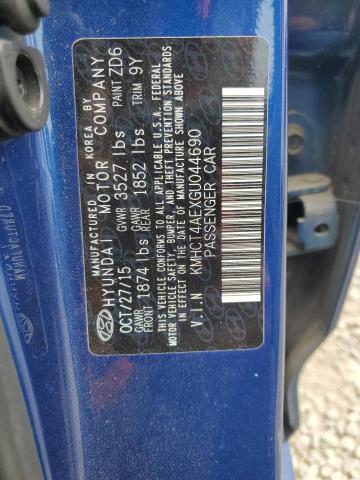 MANUFACTURED IN KOREA BY
HYUNDAI MOTOR COMPANY
OCT/27/15 GVWR 3527 lbs PAINT ZD6
GAWR FRONT 1874 lbs GAWR REAR 1852 lbs TRIM 9Y
THIS VEHICLE CONFORMS TO ALL APPLICABLE U.S.A. FEDERAL
MOTOR VEHICLE SAFETY, BUMPER, AND THEFT PREVENTION STANDARDS
IN EFFECT ON THE DATE OF MANUFACTURE SHOWN ABOVE.
V.I.N KMHCT4AEXGU044690
PASSENGER CAR